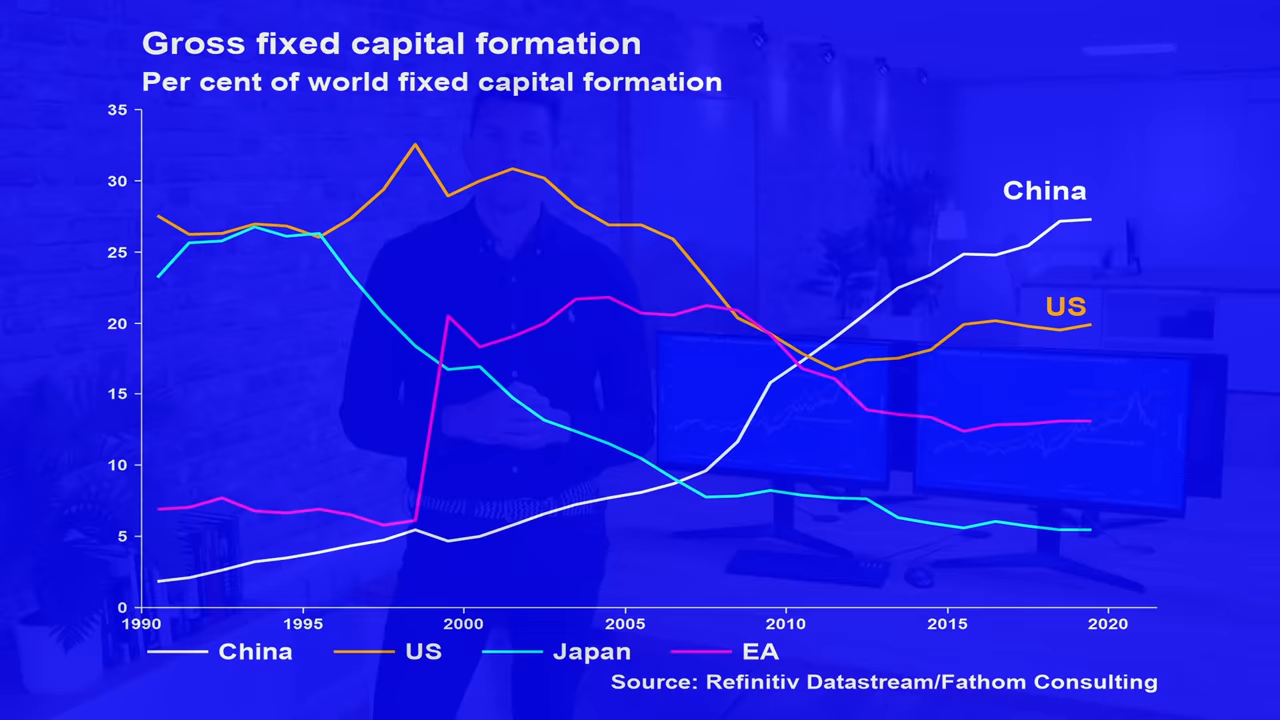 Gross fixed capital formation
Per cent of world fixed capital formation
35
30
25
20
15
10
5
0
China
US
1990 1995 2000 2005 2010 2015 2020
China US Japan EA
Source: Refinitiv Datastream/Fathom Consulting